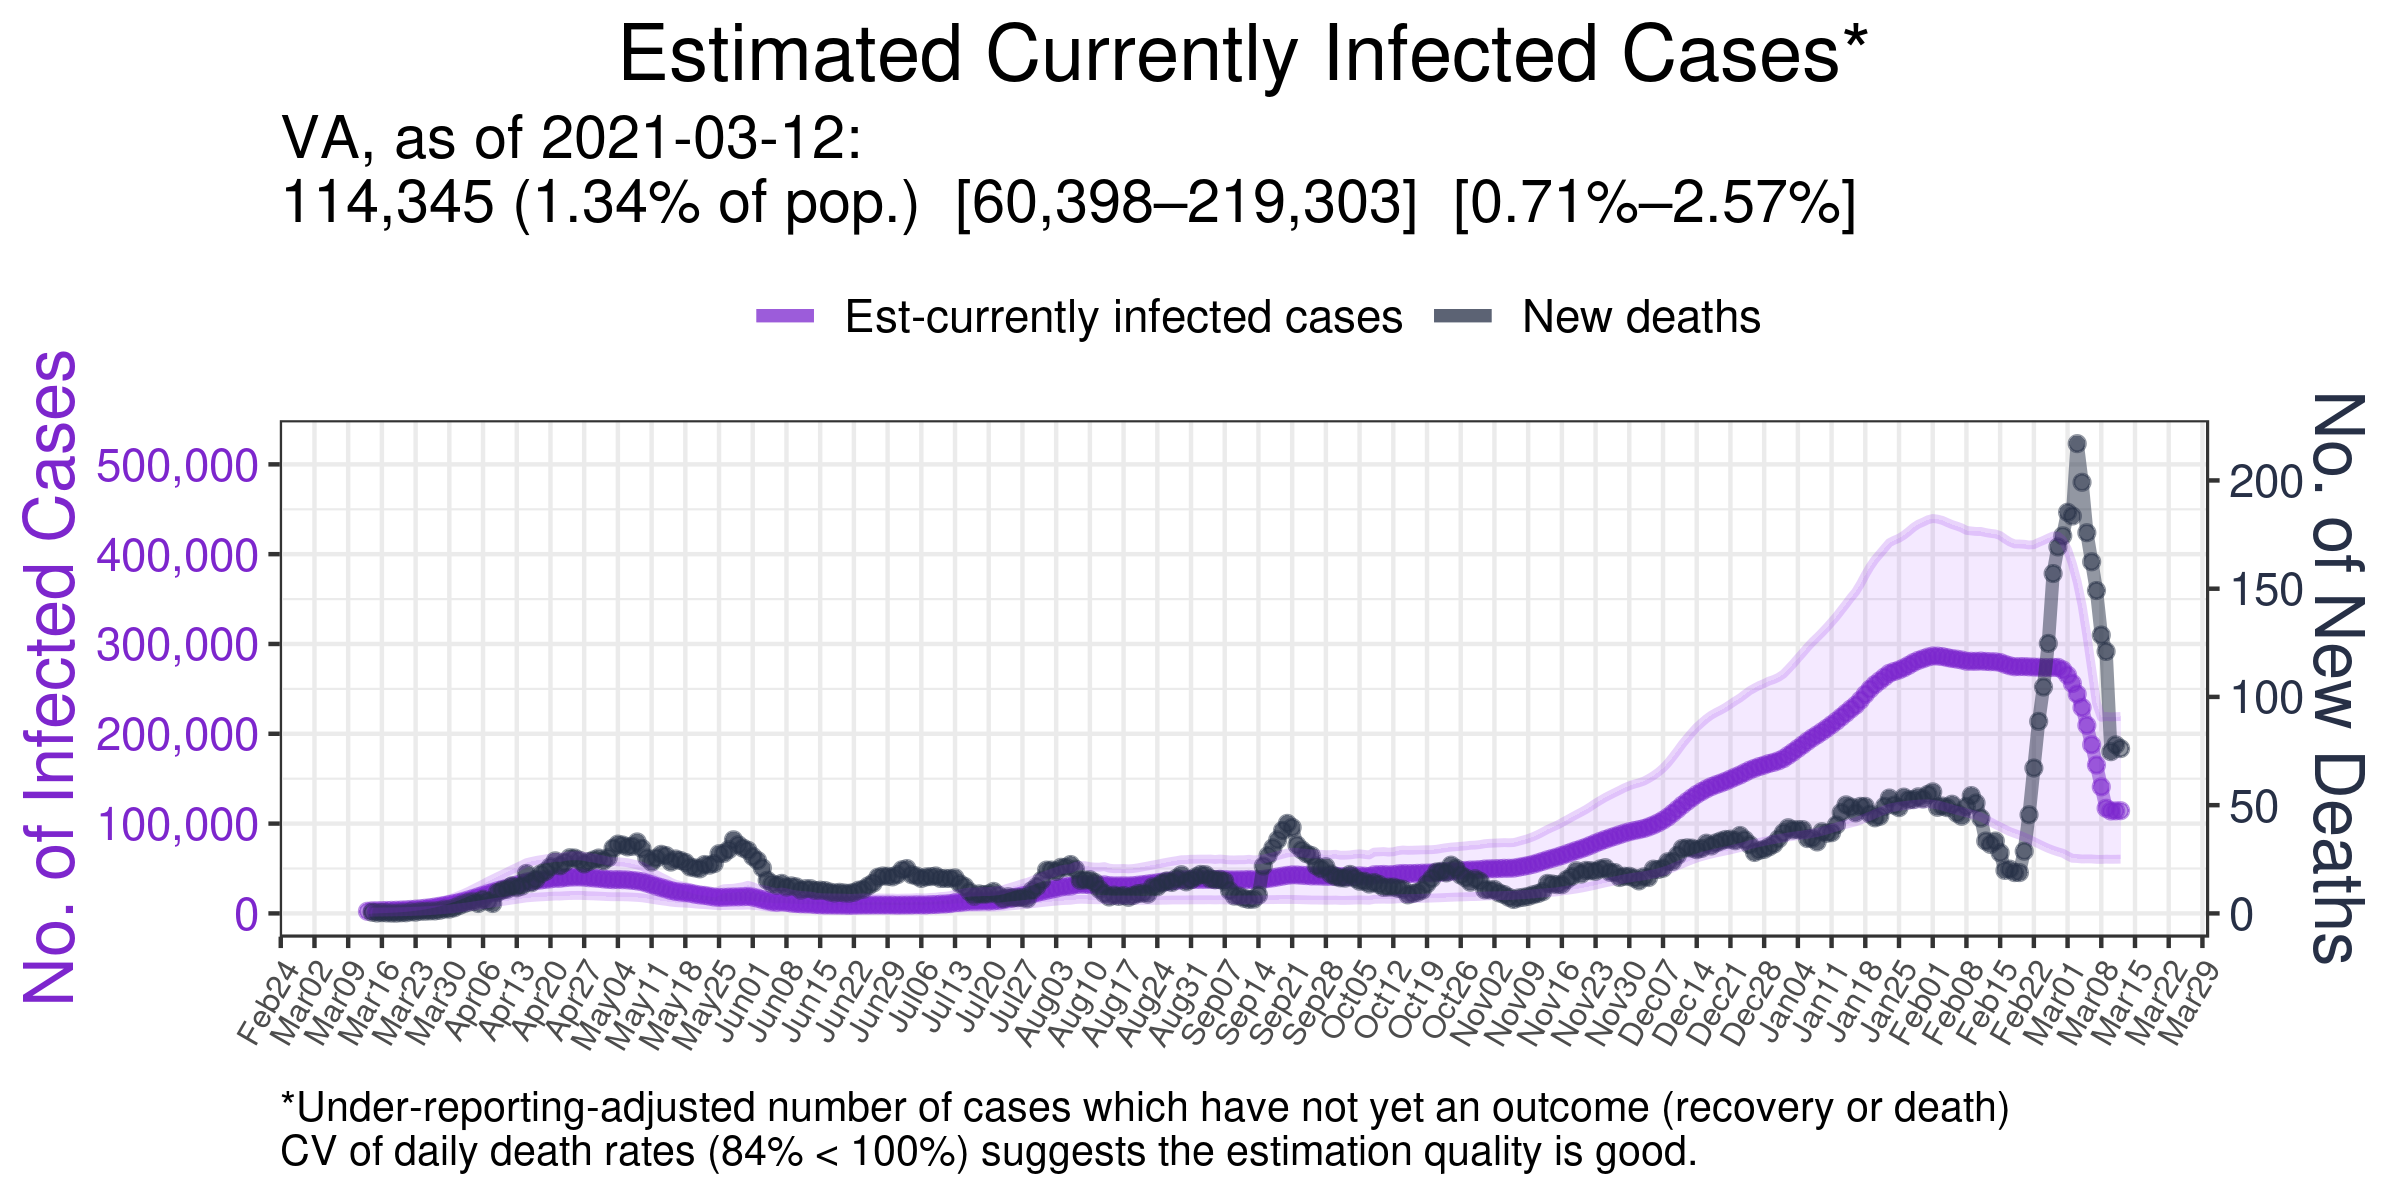 Estimated Currently Infected Cases*
VA, as of 2021-03-12:
114,345 (1.34% of pop.) [60,398–219,303] [0.71%–2.57%]
Est-currently infected cases
New deaths
No. of Infected Cases
500,000
400,000
300,000
200,000
100,000
0
No. of New Deaths
200
150
100
50
0
Feb24
Mar02
Mar09
Mar16
Mar23
Mar30
Apr06
Apr13
Apr20
Apr27
May04
May11
May18
May25
Jun01
Jun08
Jun15
Jun22
Jun29
Jul06
Jul13
Jul20
Jul27
Aug03
Aug10
Aug17
Aug24
Aug31
Sep07
Sep14
Sep21
Sep28
Oct05
Oct12
Oct19
Oct26
Nov02
Nov09
Nov16
Nov23
Nov30
Dec07
Dec14
Dec21
Dec28
Jan04
Jan11
Jan18
Jan25
Feb01
Feb08
Feb15
Feb22
Mar01
Mar08
Mar15
Mar22
Mar29
*Under-reporting-adjusted number of cases which have not yet an outcome (recovery or death)
CV of daily death rates (84% < 100%) suggests the estimation quality is good.